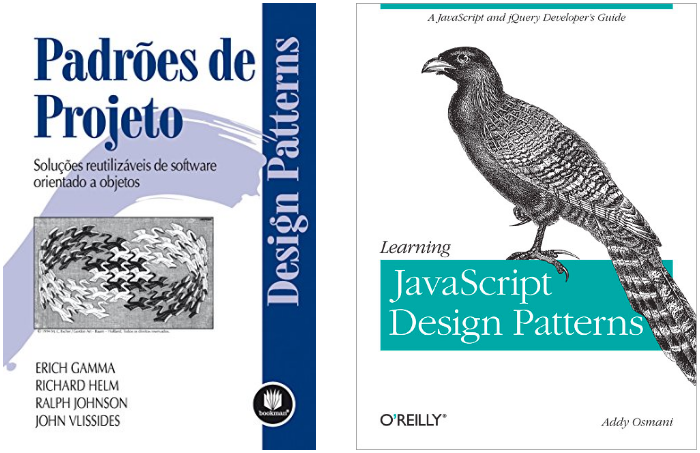 Padrões de
Projeto
Soluções reutilizáveis de software
orientado a objetos
Design Patterns
ERICH GAMMA
RICHARD HELM
RALPH JOHNSON
JOHN VLISSIDES
bookman
A JavaScript and jQuery Developer's Guide
Learning
JavaScript
Design Patterns
O'REILLY®
Addy Osmani